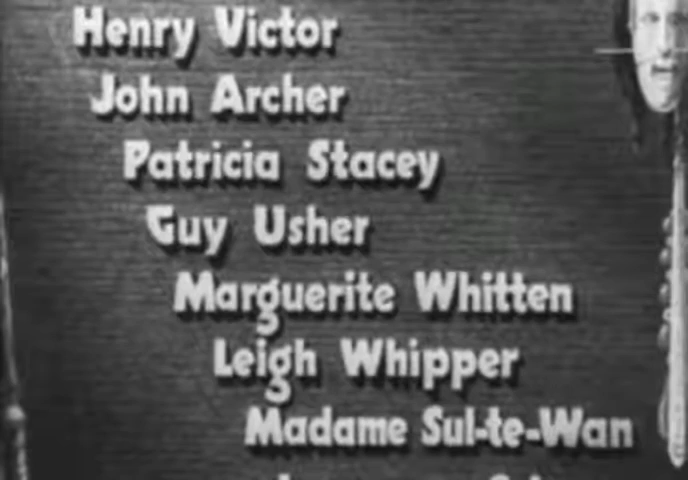 Henry Victor
John Archer
Patricia Stacey
Guy Usher
Marguerite Whitten
Leigh Whipper
Madame Sul-te-Wan